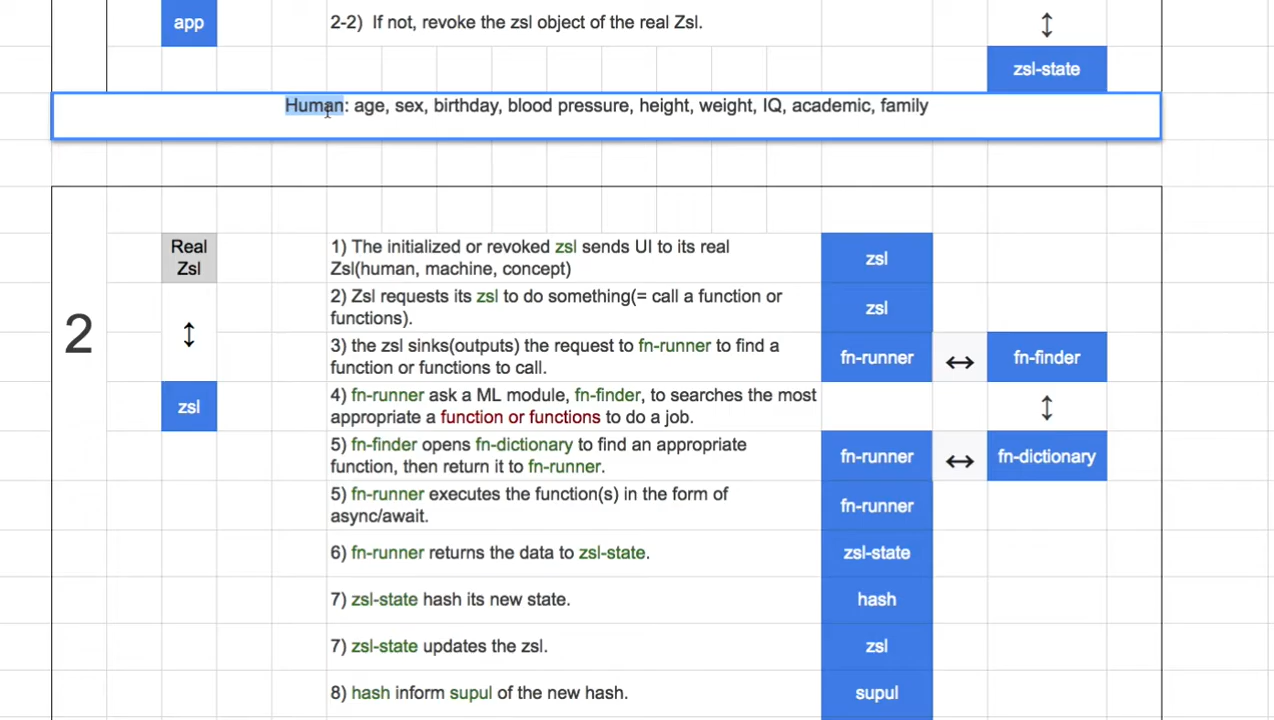 app
2-2) If not, revoke the zsl object of the real Zsl.
↕
zsl-state
Human: age, sex, birthday, blood pressure, height, weight, IQ, academic, family
2
Real
Zsl
↕
zsl
1) The initialized or revoked zsl sends UI to its real
Zsl(human, machine, concept)
zsl
2) Zsl requests its zsl to do something(= call a function or
functions).
zsl
3) the zsl sinks(outputs) the request to fn-runner to find a
function or functions to call.
fn-runner ↔ fn-finder
4) fn-runner ask a ML module, fn-finder, to searches the most
appropriate a function or functions to do a job.
↕
5) fn-finder opens fn-dictionary to find an appropriate
function, then return it to fn-runner.
fn-runner ↔ fn-dictionary
5) fn-runner executes the function(s) in the form of
async/await.
fn-runner
6) fn-runner returns the data to zsl-state.
zsl-state
7) zsl-state hash its new state.
hash
7) zsl-state updates the zsl.
zsl
8) hash inform supul of the new hash.
supul